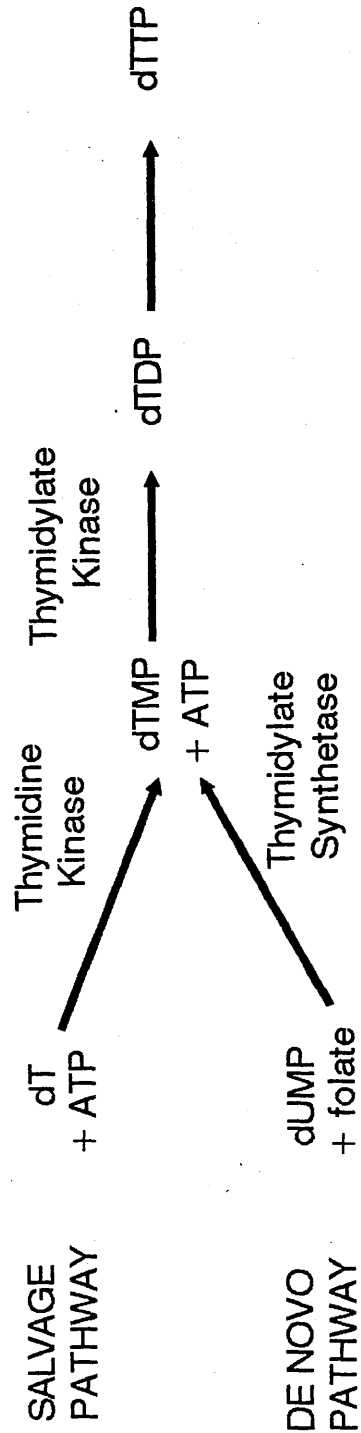 SALVAGE
PATHWAY
dT
+ ATP
Thymidine
Kinase
dTMP
+ ATP
Thymidylate
Kinase
dTDP
dTTP
DE NOVO
PATHWAY
dUMP
+ folate
Thymidylate
Synthetase